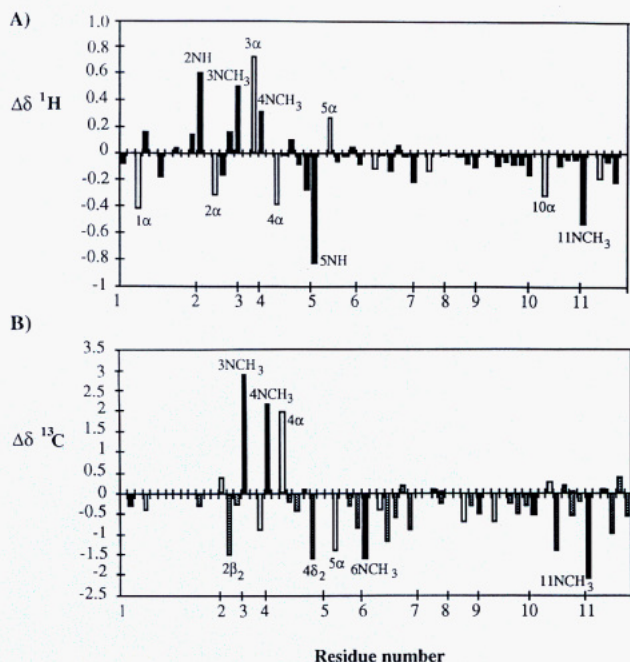 A)
1.0
0.8
0.6
0.4
0.2
0
-0.2
-0.4
-0.6
-0.8
-1
Δδ ¹H
2NH
3NCH₃
3α
4NCH₃
5α
1α
2α
4α
5NH
10α
11NCH₃
1 2 3 4 5 6 7 8 9 10 11
B)
3.5
3
2.5
2
1.5
1
0.5
0
-0.5
-1
-1.5
-2
-2.5
Δδ ¹³C
3NCH₃
4NCH₃
4α
2β₂
4δ₂
5α
6NCH₃
11NCH₃
1 2 3 4 5 6 7 8 9 10 11
Residue number